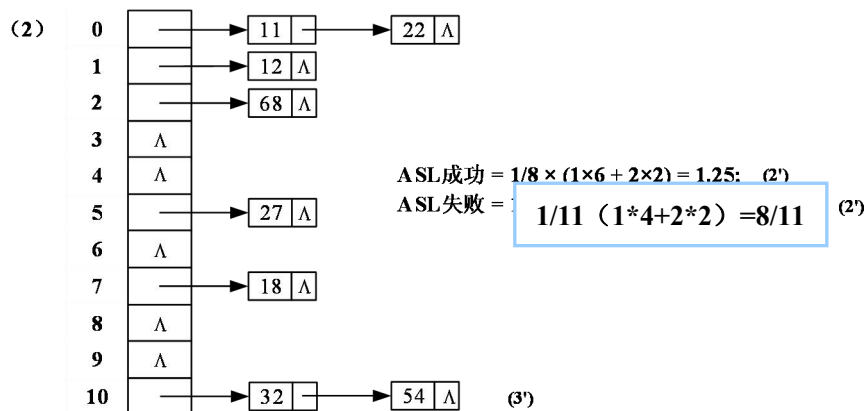 （2） 0 11 22 Λ
1 12 Λ
2 68 Λ
3 Λ
4 Λ ASL成功 = 1/8 × (1×6 + 2×2) = 1.25; (2')
ASL失败 = 1/11（1*4+2*2）=8/11 (2')
5 27 Λ
6 Λ
7 18 Λ
8 Λ
9 Λ
10 32 54 Λ (3')